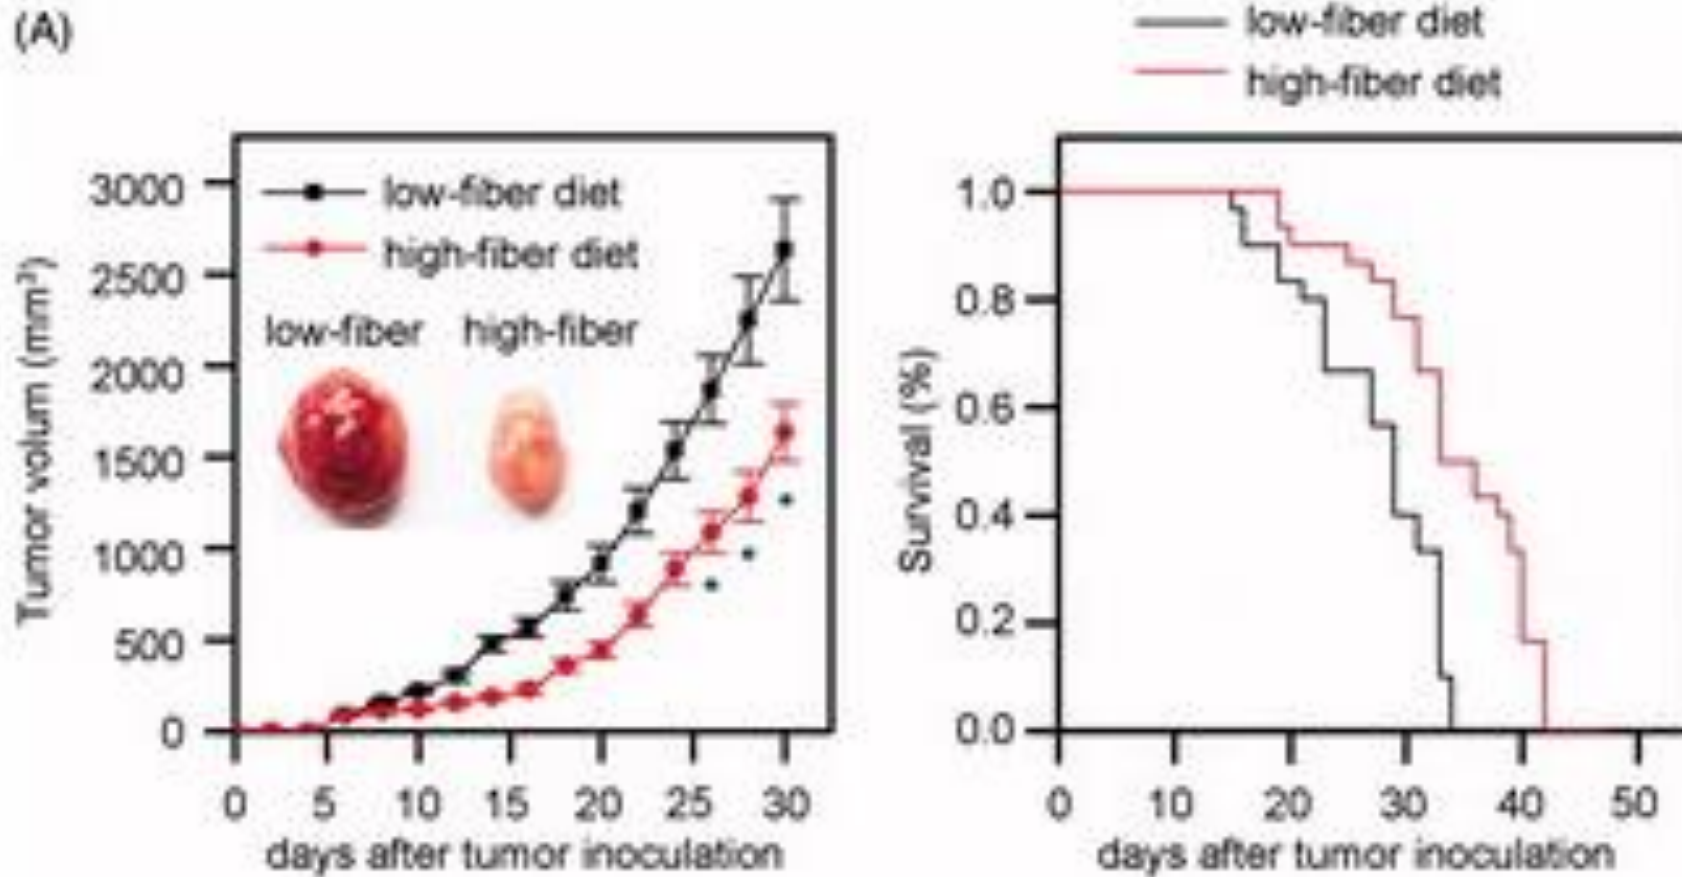 (A)
low-fiber diet
high-fiber diet
Tumor volum (mm³)
3000
2500
2000
1500
1000
500
0
low-fiber diet
high-fiber diet
low-fiber high-fiber
0 5 10 15 20 25 30
days after tumor inoculation
Survival (%)
1.0
0.8
0.6
0.4
0.2
0.0
0 10 20 30 40 50
days after tumor inoculation